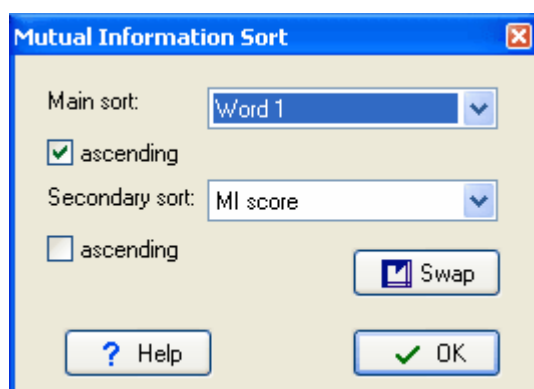 Mutual Information Sort
Main sort: Word 1
ascending
Secondary sort: MI score
ascending
Swap
? Help OK